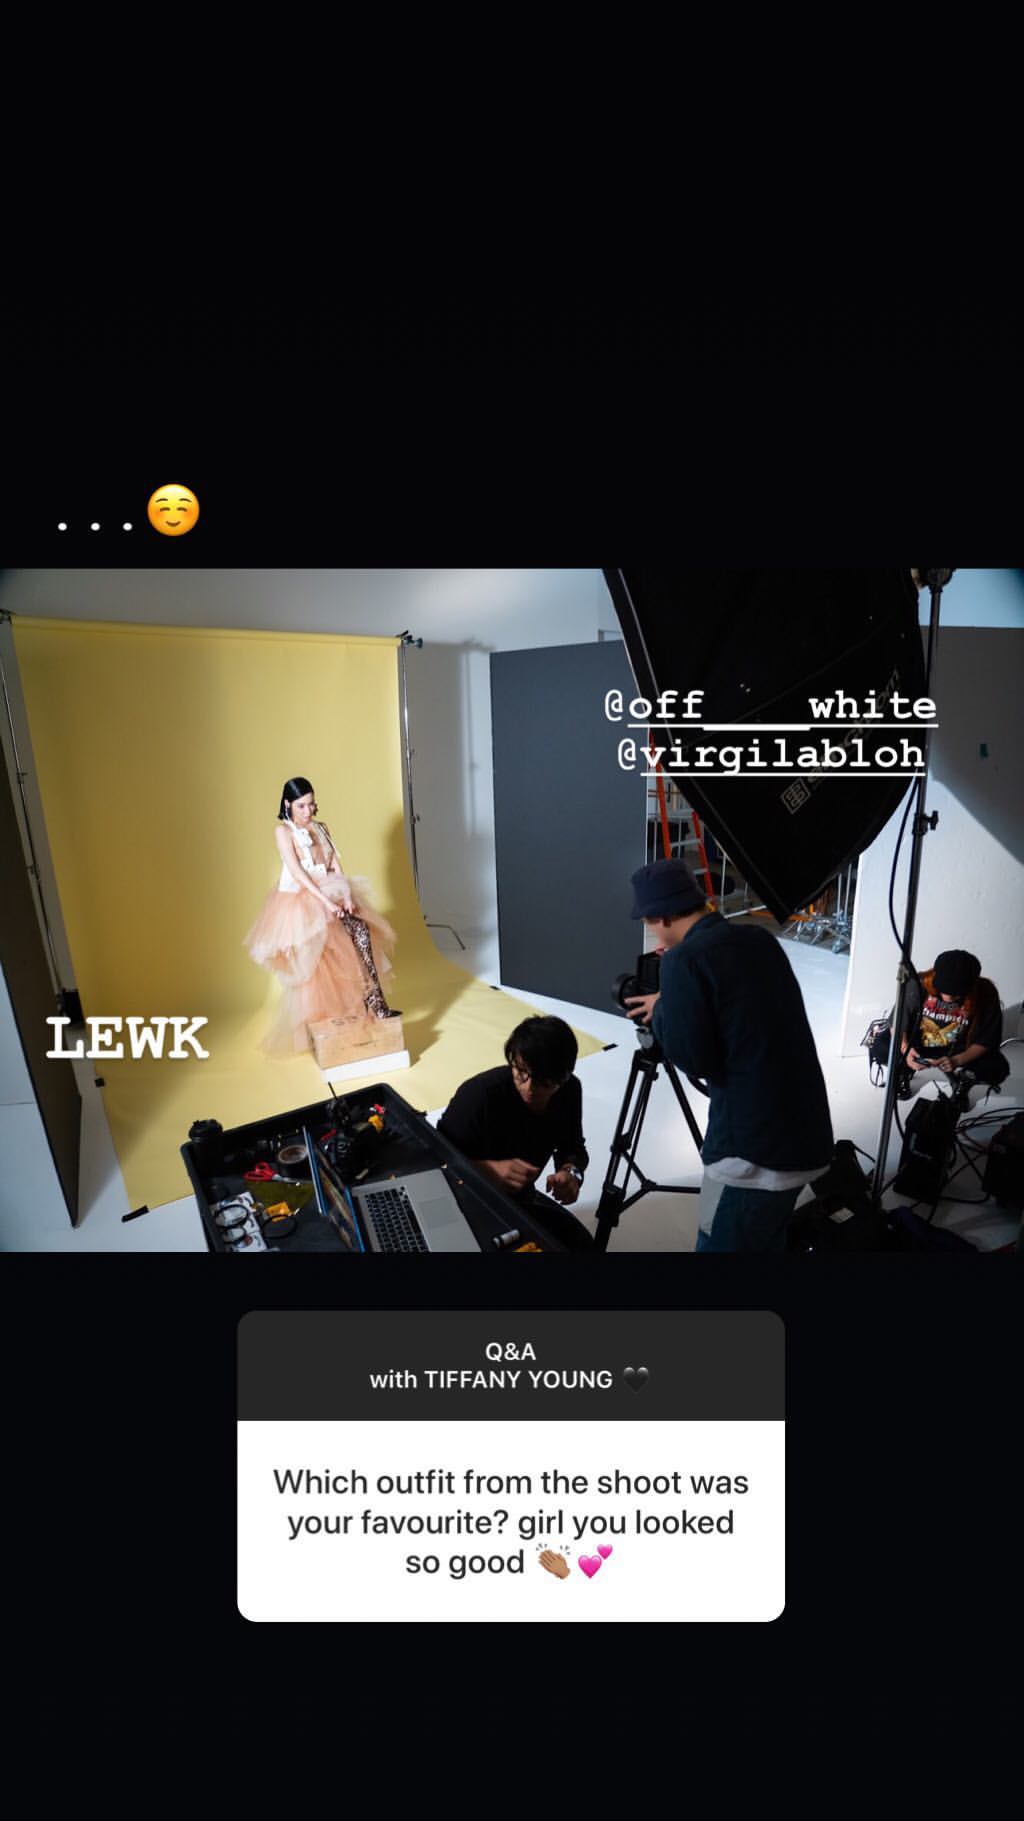 . . . ☺️
@off____white
@virgilabloh
LEWK
Q&A
with TIFFANY YOUNG 🖤
Which outfit from the shoot was
your favourite? girl you looked
so good 👏🏽💕